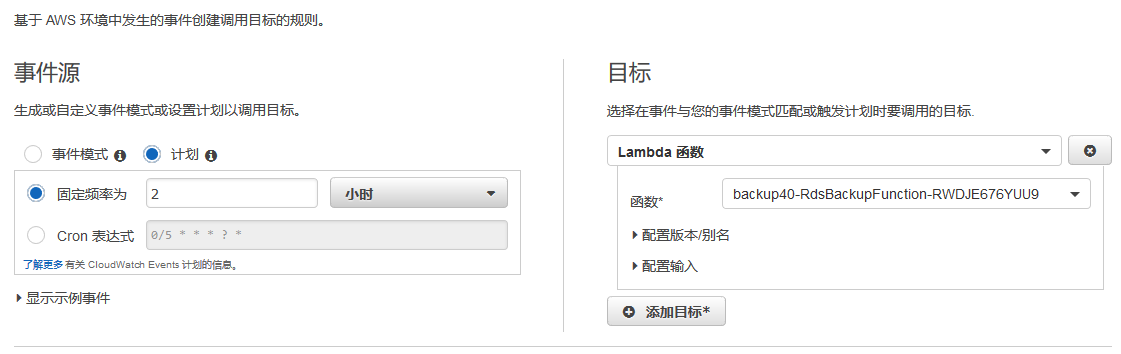 基于 AWS 环境中发生的事件创建调用目标的规则。
事件源
生成或自定义事件模式或设置计划以调用目标。
事件模式 计划
固定频率为 2 小时
Cron 表达式 0/5 * * * ? *
了解更多 有关 CloudWatch Events 计划的信息。
显示示例事件
目标
选择在事件与您的事件模式匹配或触发计划时要调用的目标.
Lambda 函数
函数* backup40-RdsBackupFunction-RWDJE676YUU9
配置版本/别名
配置输入
添加目标*